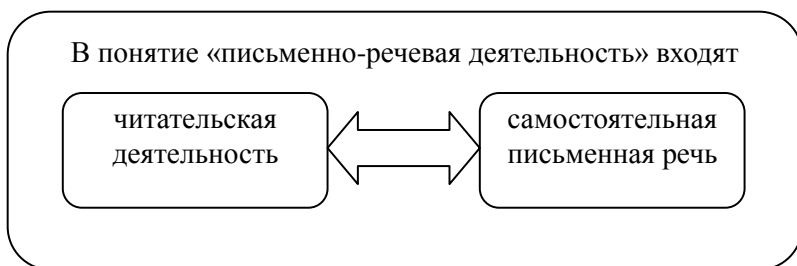 В понятие «письменно-речевая деятельность» входят
читательская
деятельность
самостоятельная
письменная речь